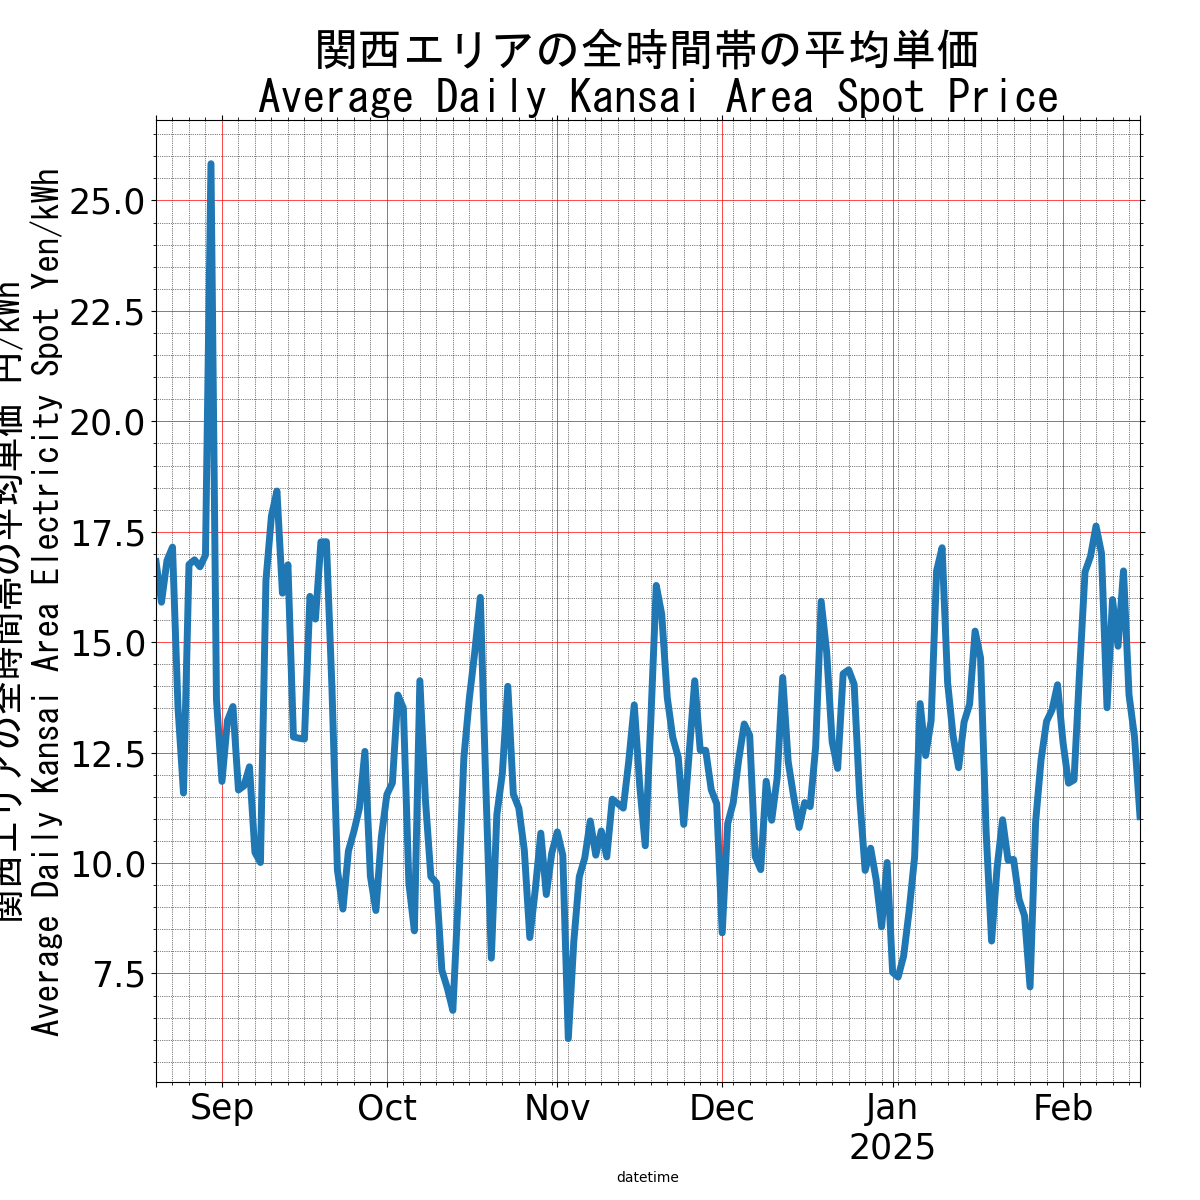 関西エリアの全時間帯の平均単価
Average Daily Kansai Area Spot Price
関西エリアの全時間帯の平均単価 円/kWh
Average Daily Kansai Area Electricity Spot Yen/kWh
25.0
22.5
20.0
17.5
15.0
12.5
10.0
7.5
Sep
Oct
Nov
Dec
Jan
2025
Feb
datetime